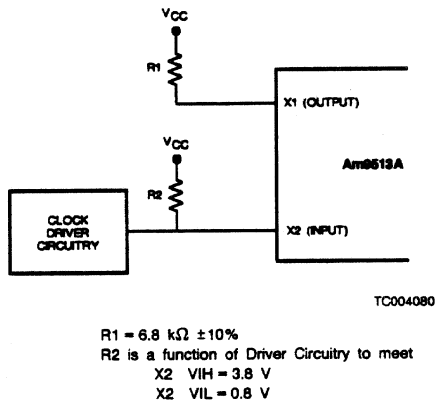 VCC
R1
X1 (OUTPUT)
VCC
Am9513A
R2
CLOCK
DRIVER
CIRCUITRY
X2 (INPUT)
TC004080
R1 = 6.8 kΩ ±10%
R2 is a function of Driver Circuitry to meet
X2 VIH = 3.8 V
X2 VIL = 0.8 V